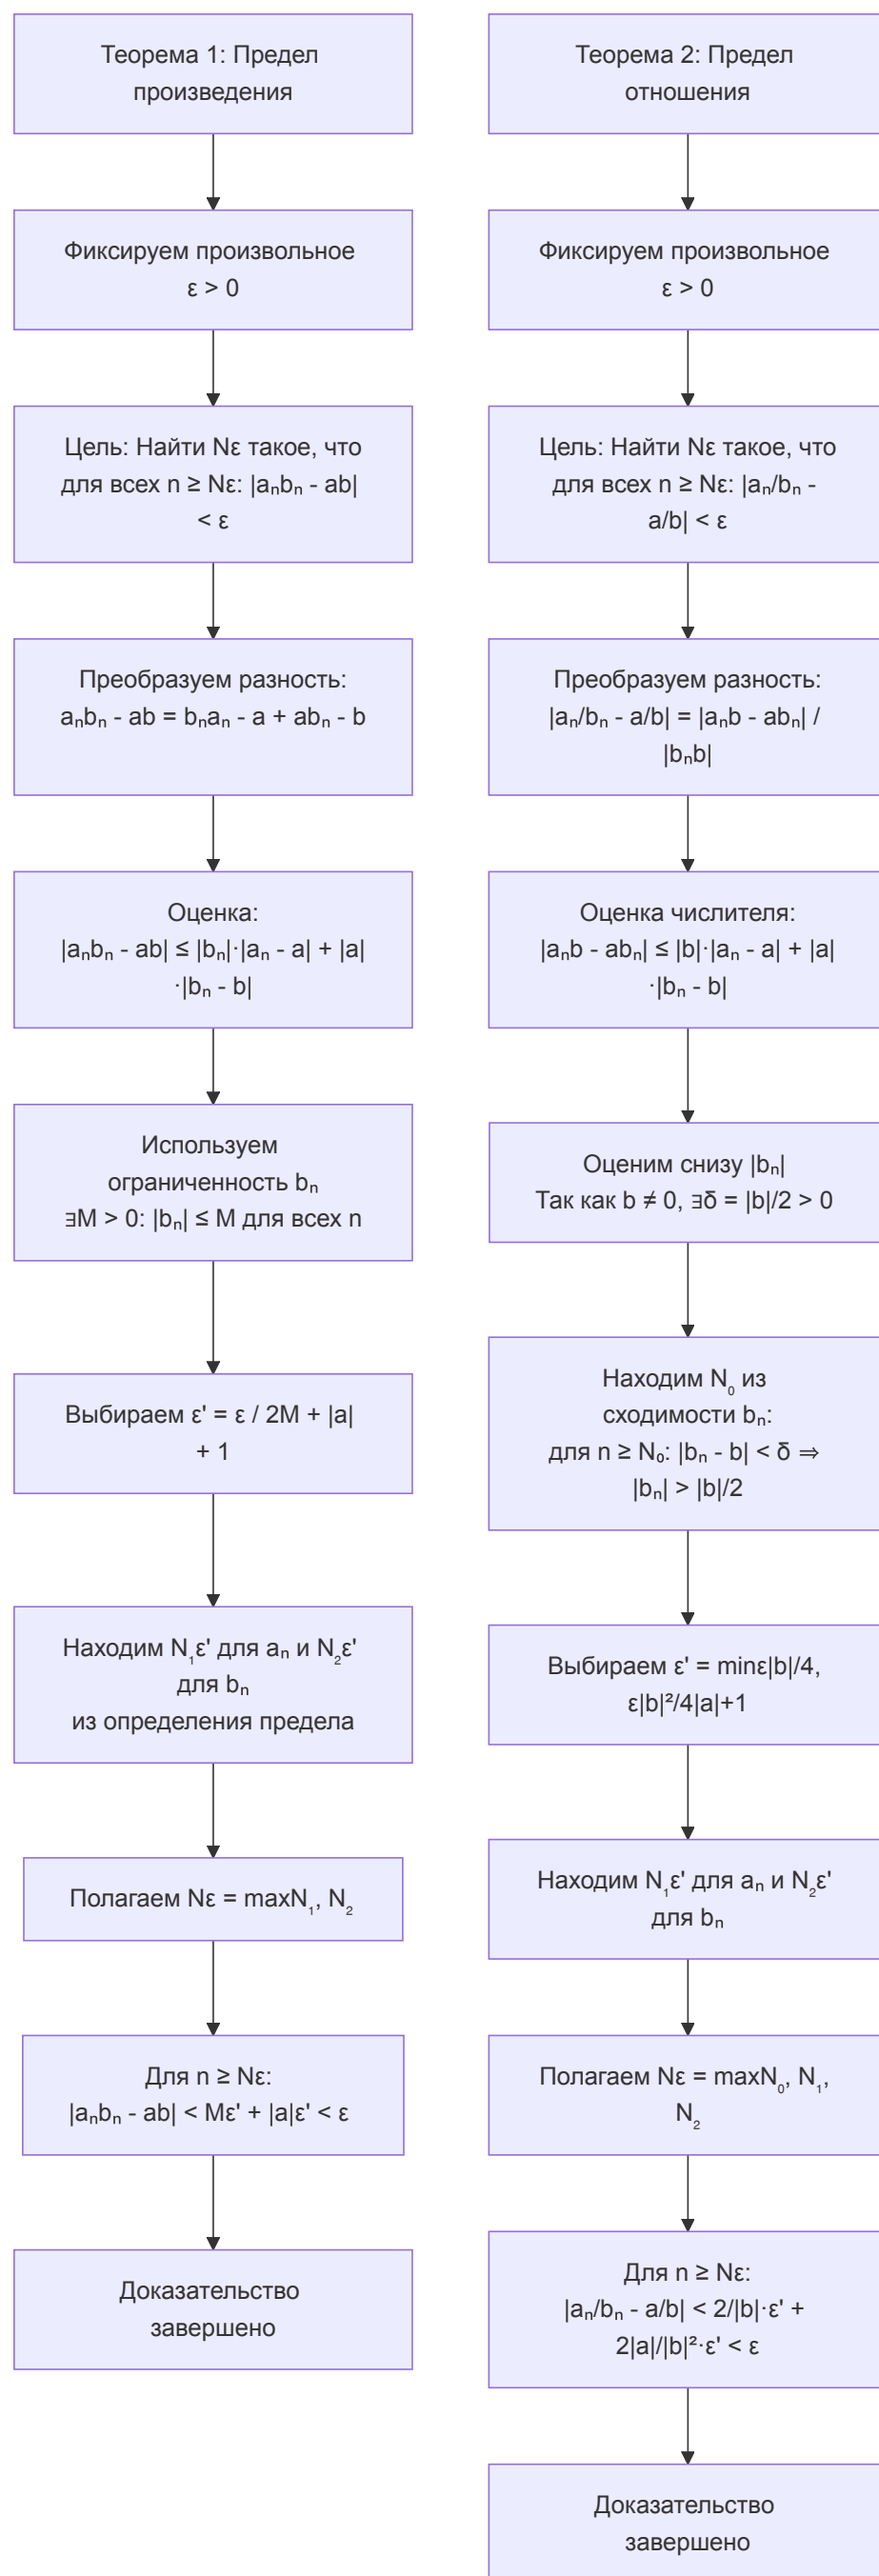 Теорема 1: Предел
произведения
Фиксируем произвольное
ε > 0
Цель: Найти Nε такое, что
для всех n ≥ Nε: |aₙbₙ - ab|
< ε
Преобразуем разность:
aₙbₙ - ab = bₙaₙ - a + abₙ - b
Оценка:
|aₙbₙ - ab| ≤ |bₙ|·|aₙ - a| + |a|
·|bₙ - b|
Используем
ограниченность bₙ
∃M > 0: |bₙ| ≤ M для всех n
Выбираем ε' = ε / 2M + |a|
+ 1
Находим N₁ε' для aₙ и N₂ε'
для bₙ
из определения предела
Полагаем Nε = maxN₁, N₂
Для n ≥ Nε:
|aₙbₙ - ab| < Mε' + |a|ε' < ε
Доказательство
завершено
Теорема 2: Предел
отношения
Фиксируем произвольное
ε > 0
Цель: Найти Nε такое, что
для всех n ≥ Nε: |aₙ/bₙ -
a/b| < ε
Преобразуем разность:
|aₙ/bₙ - a/b| = |aₙb - abₙ| /
|bₙb|
Оценка числителя:
|aₙb - abₙ| ≤ |b|·|aₙ - a| + |a|
·|bₙ - b|
Оценим снизу |bₙ|
Так как b ≠ 0, ∃δ = |b|/2 > 0
Находим N₀ из
сходимости bₙ:
для n ≥ N₀: |bₙ - b| < δ ⇒
|bₙ| > |b|/2
Выбираем ε' = minε|b|/4,
ε|b|²/4|a|+1
Находим N₁ε' для aₙ и N₂ε'
для bₙ
Полагаем Nε = maxN₀, N₁,
N₂
Для n ≥ Nε:
|aₙ/bₙ - a/b| < 2/|b|·ε' +
2|a|/|b|²·ε' < ε
Доказательство
завершено